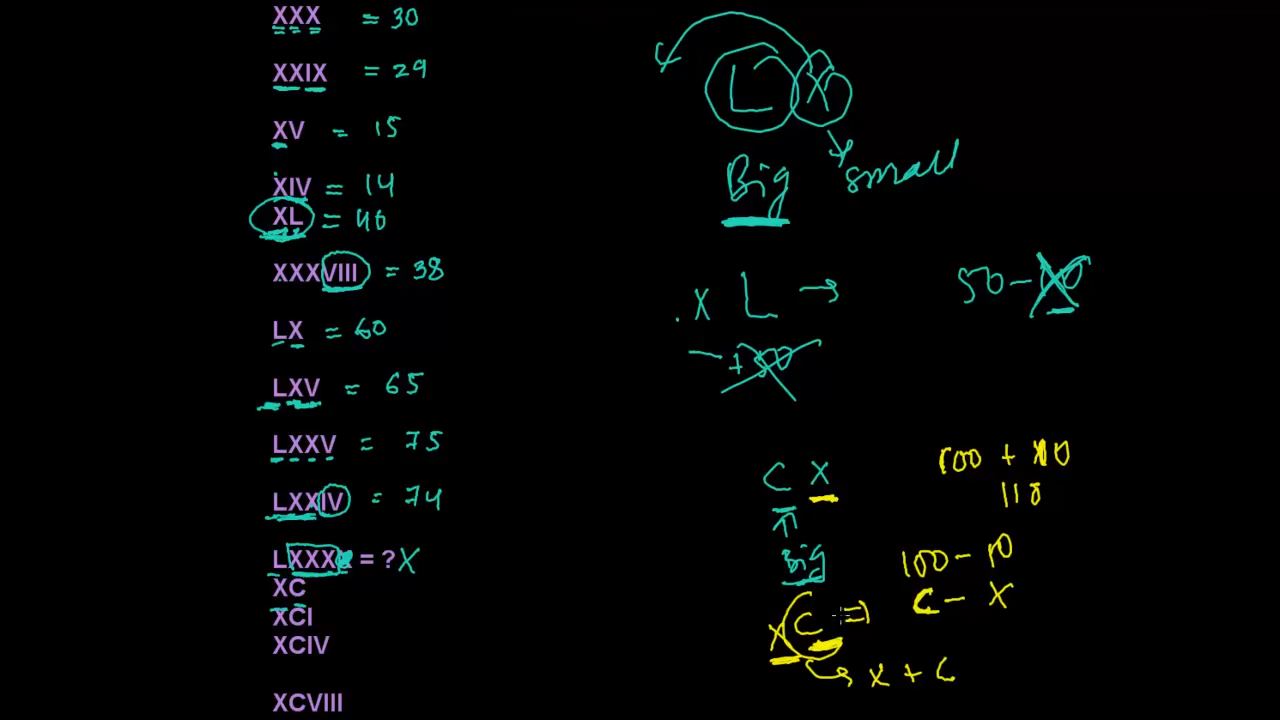 XXX = 30
XXIX = 29
XV = 15
XIV = 14
XL = 40
XXXVIII = 38
LX = 60
LXV = 65
LXXV = 75
LXXIV = 74
LXXX = ? X
XC
XCI
XCIV
XCVIII
L X
Big small
. X L → 50 -
C X
Big
100 + 10
110
100 - 10
C - X
X C =
X + C